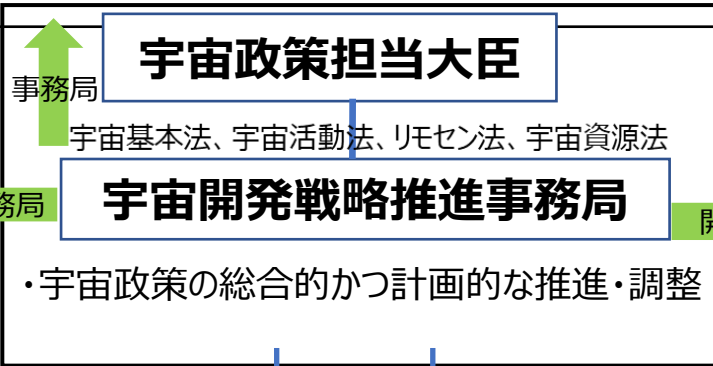 宇宙政策担当大臣
事務局
宇宙基本法、宇宙活動法、リモセン法、宇宙資源法
務局
宇宙開発戦略推進事務局
開
・宇宙政策の総合的かつ計画的な推進・調整